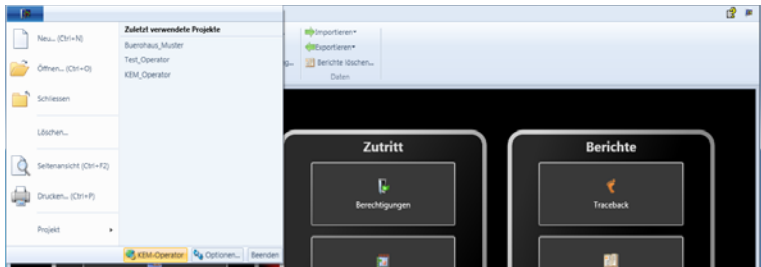 Zuletzt verwendete Projekte
Neu... (Ctrl+N)
Buerohaus_Muster
Test_Operator
KEM_Operator
Öffnen... (Ctrl+O)
Schliessen
Löschen...
Seitenansicht (Ctrl+F2)
Drucken... (Ctrl+P)
Projekt
KEM-Operator
Optionen...
Beenden
Importieren
Exportieren
Berichte löschen...
Daten
Zutritt
Berechtigungen
Berichte
Traceback